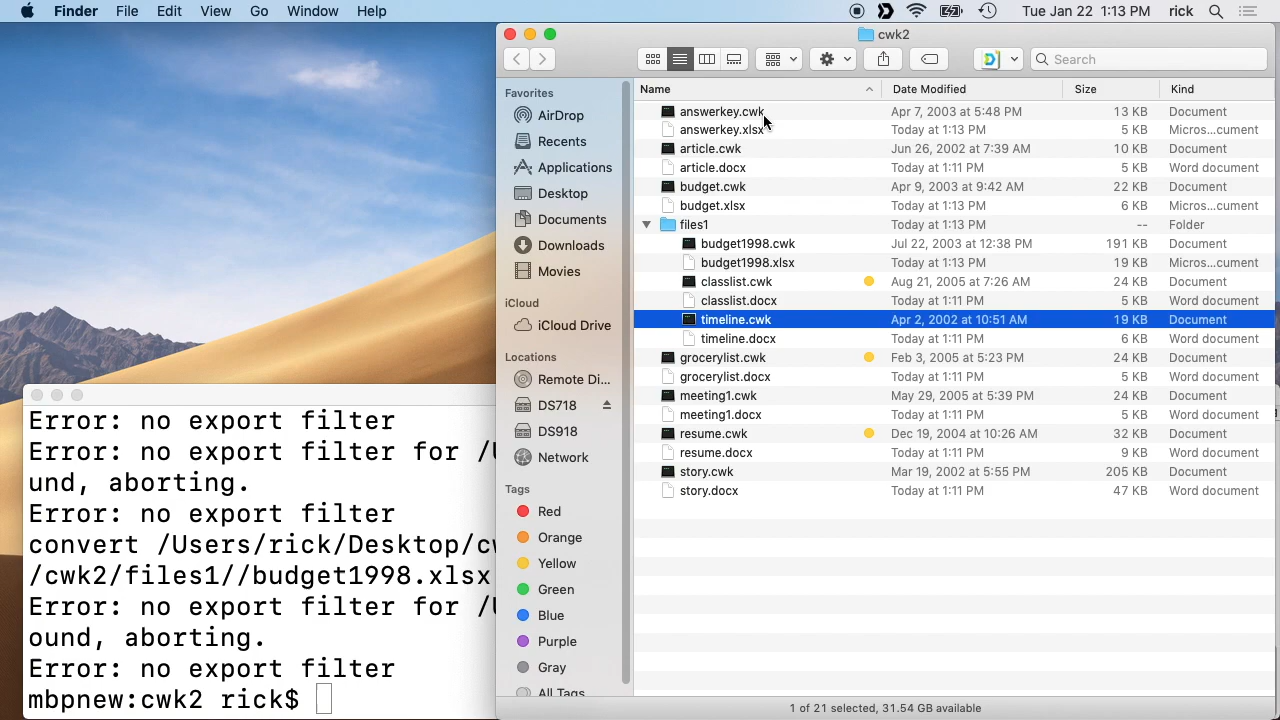 Finder File Edit View Go Window Help Tue Jan 22 1:13 PM rick
cwk2
Search
Name Date Modified Size Kind
Favorites
AirDrop
Recents
Applications
Desktop
Documents
Downloads
Movies
iCloud
iCloud Drive
Locations
Remote Di...
DS718
DS918
Network
Tags
Red
Orange
Yellow
Green
Blue
Purple
Gray
All Tags
answerkey.cwk Apr 7, 2003 at 5:48 PM 13 KB Document
answerkey.xlsx Today at 1:13 PM 5 KB Micros...cument
article.cwk Jun 26, 2002 at 7:39 AM 10 KB Document
article.docx Today at 1:11 PM 5 KB Word document
budget.cwk Apr 9, 2003 at 9:42 AM 22 KB Document
budget.xlsx Today at 1:13 PM 6 KB Micros...cument
files1 Today at 1:13 PM -- Folder
budget1998.cwk Jul 22, 2003 at 12:38 PM 191 KB Document
budget1998.xlsx Today at 1:13 PM 19 KB Micros...cument
classlist.cwk Aug 21, 2005 at 7:26 AM 24 KB Document
classlist.docx Today at 1:11 PM 5 KB Word document
timeline.cwk Apr 2, 2002 at 10:51 AM 19 KB Document
timeline.docx Today at 1:11 PM 6 KB Word document
grocerylist.cwk Feb 3, 2005 at 5:23 PM 24 KB Document
grocerylist.docx Today at 1:11 PM 5 KB Word document
meeting1.cwk May 29, 2005 at 5:39 PM 24 KB Document
meeting1.docx Today at 1:11 PM 5 KB Word document
resume.cwk Dec 19, 2004 at 10:26 AM 32 KB Document
resume.docx Today at 1:11 PM 9 KB Word document
story.cwk Mar 19, 2002 at 5:55 PM 205 KB Document
story.docx Today at 1:11 PM 47 KB Word document
1 of 21 selected, 31.54 GB available
Error: no export filter
Error: no export filter for /
und, aborting.
Error: no export filter
convert /Users/rick/Desktop/c
/cwk2/files1//budget1998.xlsx
Error: no export filter for /
ound, aborting.
Error: no export filter
mbpnew:cwk2 rick$